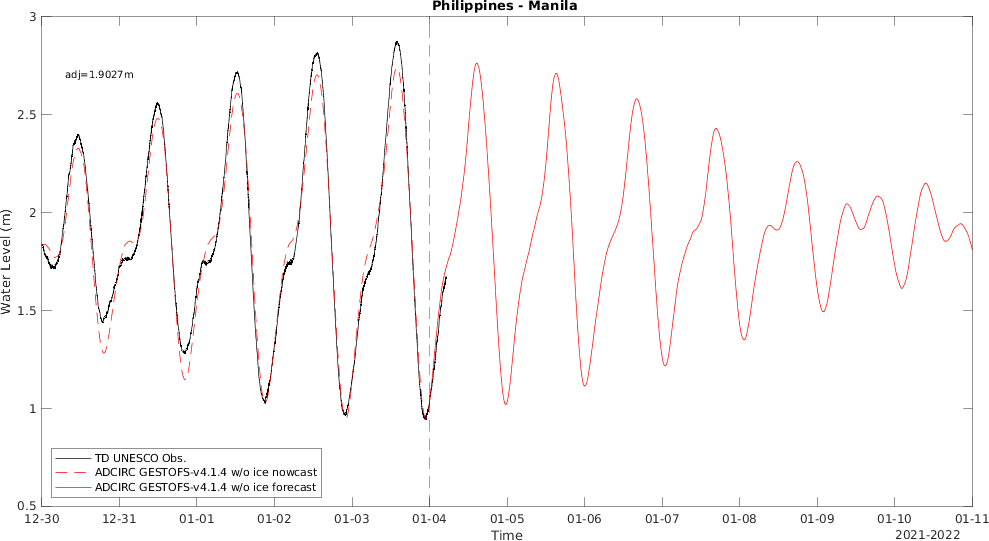 Philippines - Manila
adj=1.9027m
3
2.5
2
1.5
1
0.5
Water Level (m)
TD UNESCO Obs.
ADCIRC GESTOFS-v4.1.4 w/o ice nowcast
ADCIRC GESTOFS-v4.1.4 w/o ice forecast
12-30 12-31 01-01 01-02 01-03 01-04 01-05 01-06 01-07 01-08 01-09 01-10 01-11
Time
2021-2022